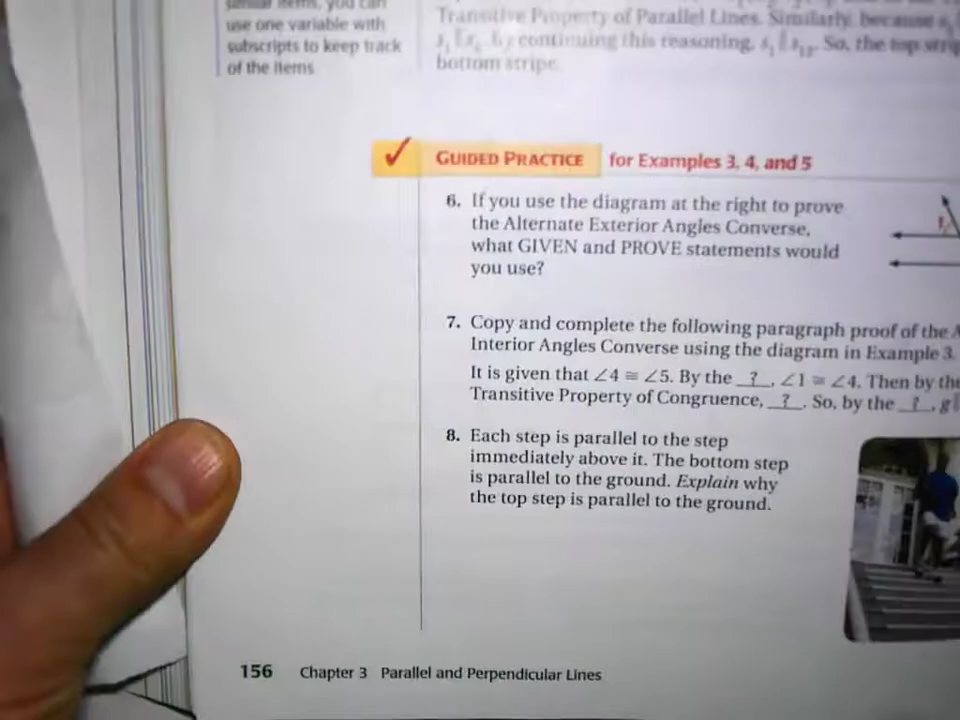 similar items, you can
use one variable with
subscripts to keep track
of the items.
Transitive Property of Parallel Lines. Similarly, because
by continuing this reasoning, So, the top
bottom stripe.
✓ GUIDED PRACTICE for Examples 3, 4, and 5
6. If you use the diagram at the right to prove
the Alternate Exterior Angles Converse,
what GIVEN and PROVE statements would
you use?
7. Copy and complete the following paragraph proof of the
Interior Angles Converse using the diagram in Example 3.
It is given that ∠4 ≅ ∠5. By the _?_, ∠1 ≅ ∠4. Then by the
Transitive Property of Congruence, _?_. So, by the _?_, g ∥
8. Each step is parallel to the step
immediately above it. The bottom step
is parallel to the ground. Explain why
the top step is parallel to the ground.
156 Chapter 3 Parallel and Perpendicular Lines